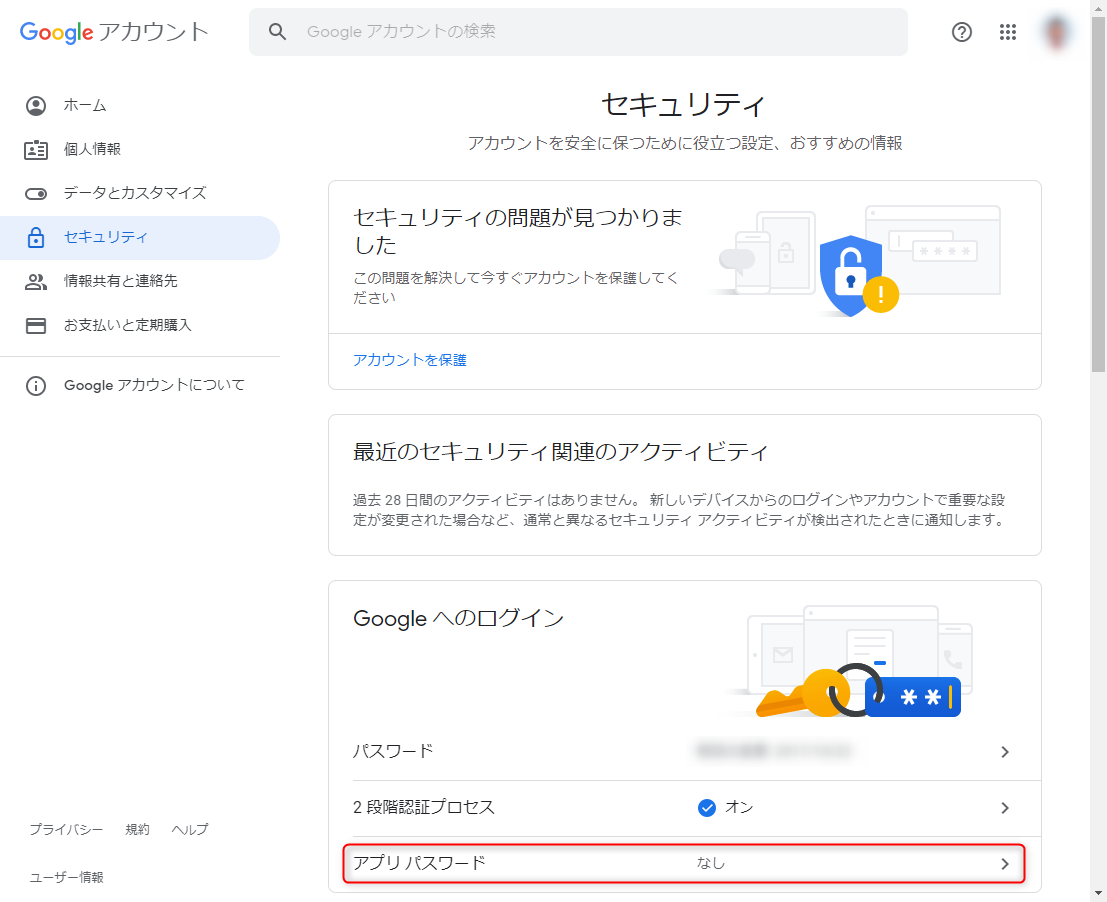 Google アカウント
Google アカウントの検索
ホーム
個人情報
データとカスタマイズ
セキュリティ
情報共有と連絡先
お支払いと定期購入
Google アカウントについて
プライバシー 規約 ヘルプ
ユーザー情報
セキュリティ
アカウントを安全に保つために役立つ設定、おすすめの情報
セキュリティの問題が見つかりま
した
この問題を解決して今すぐアカウントを保護してく
ださい
アカウントを保護
最近のセキュリティ関連のアクティビティ
過去 28 日間のアクティビティはありません。 新しいデバイスからのログインやアカウントで重要な設
定が変更された場合など、通常と異なるセキュリティ アクティビティが検出されたときに通知します。
Google へのログイン
パスワード
2 段階認証プロセス オン
アプリ パスワード なし